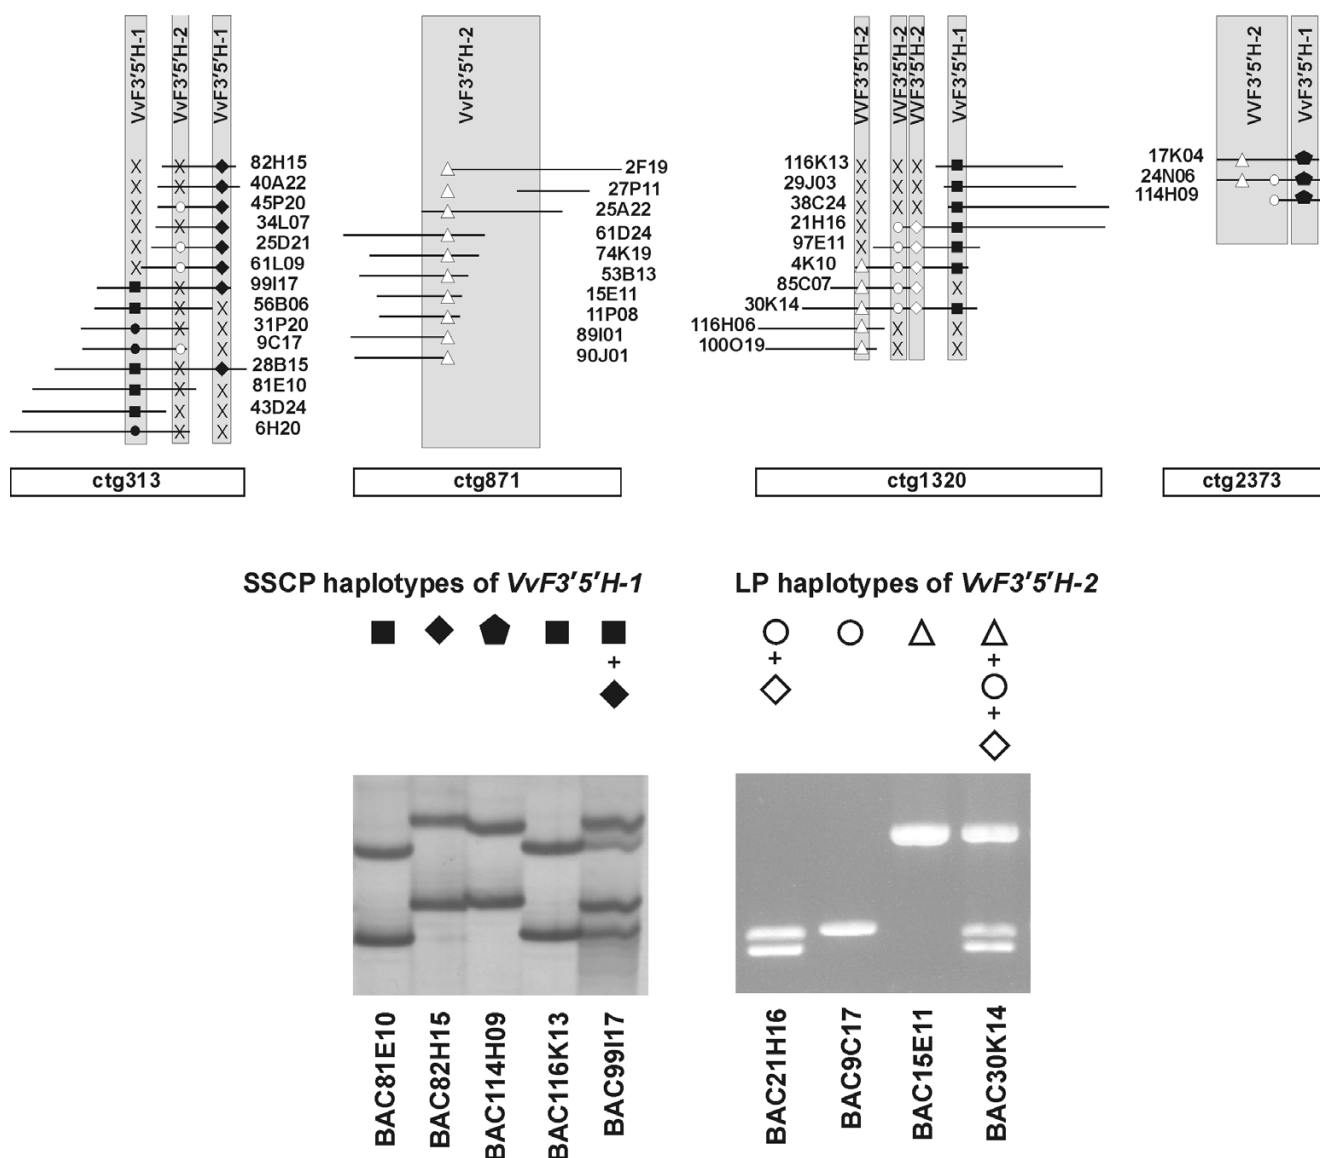 VvF3′5′H-1
VvF3′5′H-2
VvF3′5′H-1
X X 82H15
X X 40A22
X 45P20
X X 34L07
X 25D21
X 61L09
X 99I17
X X 56B06
X X 31P20
X 9C17
X 28B15
X X 81E10
X X 43D24
X X 6H20
ctg313
VvF3′5′H-2
2F19
27P11
25A22
61D24
74K19
53B13
15E11
11P08
89I01
90J01
ctg871
VVF3′5′H-2
VVF3′5′H-2
VVF3′5′H-2
VvF3′5′H-1
116K13 X X X
29J03 X X X
38C24 X X X
21H16 X
97E11 X
4K10
85C07 X
30K14
116H06 X X
100O19 X X
ctg1320
VVF3′5′H-2
VvF3′5′H-1
17K04
24N06
114H09
ctg2373
SSCP haplotypes of VvF3′5′H-1
+
BAC81E10
BAC82H15
BAC114H09
BAC116K13
BAC99I17
LP haplotypes of VvF3′5′H-2
+ +
+
BAC21H16
BAC9C17
BAC15E11
BAC30K14